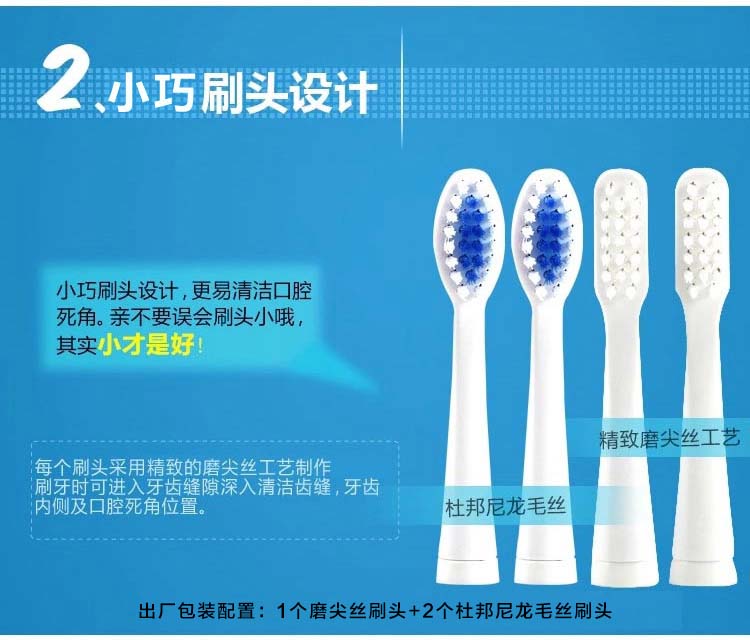 2、小巧刷头设计
小巧刷头设计，更易清洁口腔
死角。亲不要误会刷头小哦，
其实小才是好！
精致磨尖丝工艺
每个刷头采用精致的磨尖丝工艺制作
刷牙时可进入牙齿缝隙深入清洁齿缝，牙齿
内侧及口腔死角位置。
杜邦尼龙毛丝
出厂包装配置：1个磨尖丝刷头+2个杜邦尼龙毛丝刷头